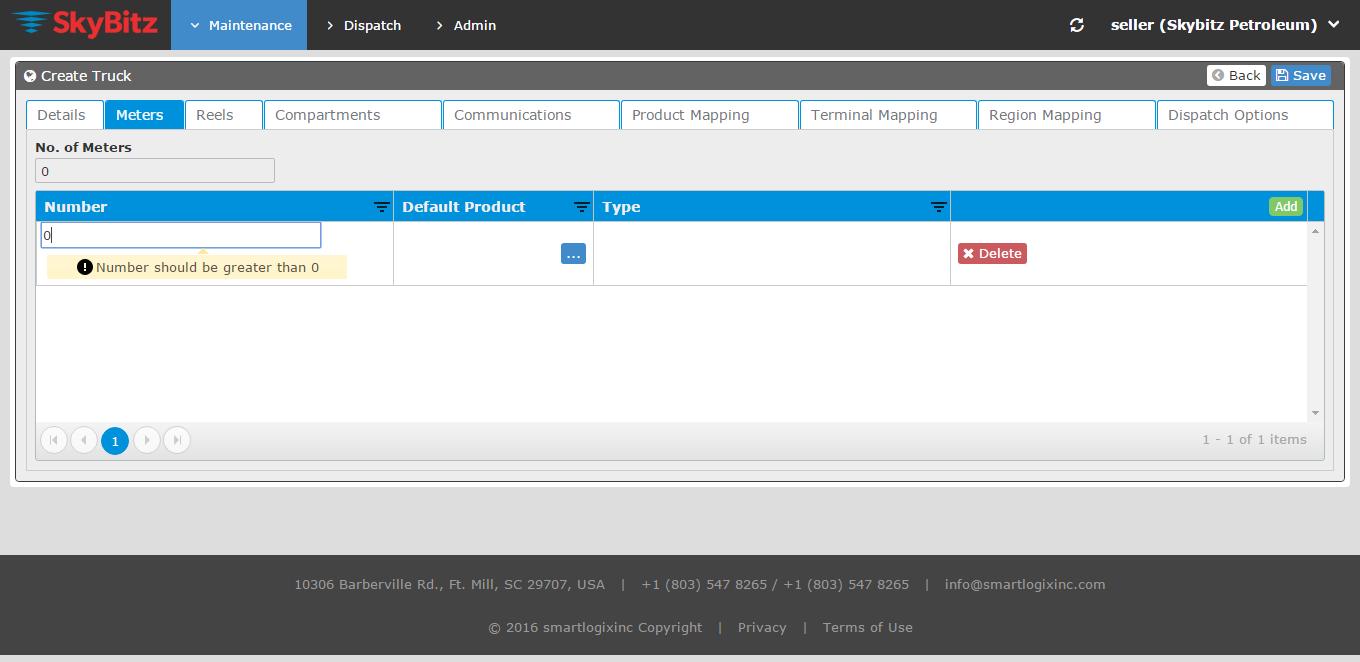 SkyBitz Maintenance Dispatch Admin seller (Skybitz Petroleum)
Create Truck Back Save
Details Meters Reels Compartments Communications Product Mapping Terminal Mapping Region Mapping Dispatch Options
No. of Meters
0
Number Default Product Type Add
0
... Delete
Number should be greater than 0
1 1 - 1 of 1 items
10306 Barberville Rd., Ft. Mill, SC 29707, USA | +1 (803) 547 8265 / +1 (803) 547 8265 | info@smartlogixinc.com
© 2016 smartlogixinc Copyright | Privacy | Terms of Use